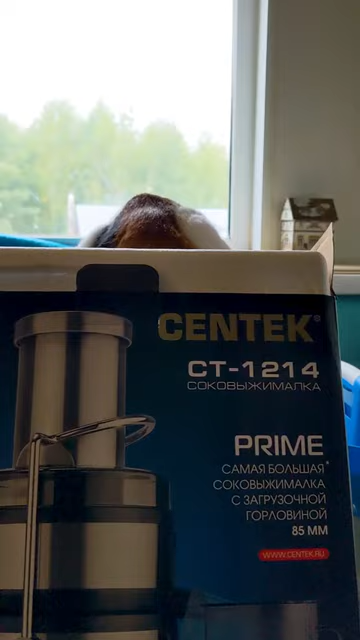 CENTEK®
CT-1214
СОКОВЫЖИМАЛКА
PRIME
САМАЯ БОЛЬШАЯ*
СОКОВЫЖИМАЛКА
С ЗАГРУЗОЧНОЙ
ГОРЛОВИНОЙ
85 ММ
WWW.CENTEK.RU